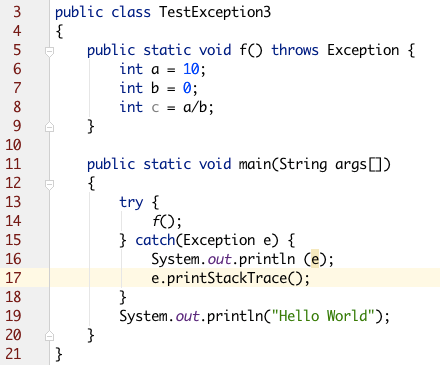 3 public class TestException3
4 {
5     public static void f() throws Exception {
6         int a = 10;
7         int b = 0;
8         int c = a/b;
9     }
10
11     public static void main(String args[])
12     {
13         try {
14             f();
15         } catch(Exception e) {
16             System.out.println (e);
17             e.printStackTrace();
18         }
19         System.out.println("Hello World");
20     }
21 }